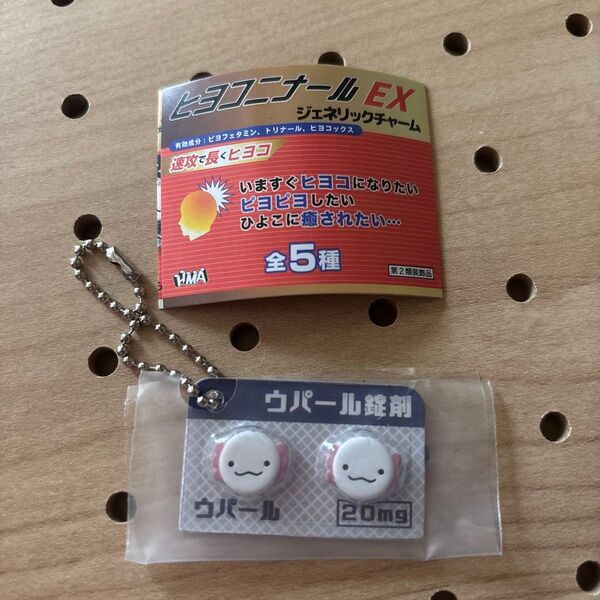 ヒヨコニナールEX
ジェネリックチャーム
有効成分：ピヨフェタミン、トリナール、ヒヨコックス
速攻で長くヒヨコ
いますぐヒヨコになりたい
ピヨピヨしたい
ひよこに癒されたい…
全5種
PMA
第2類装飾品
ウパール錠剤
ウパール
20mg